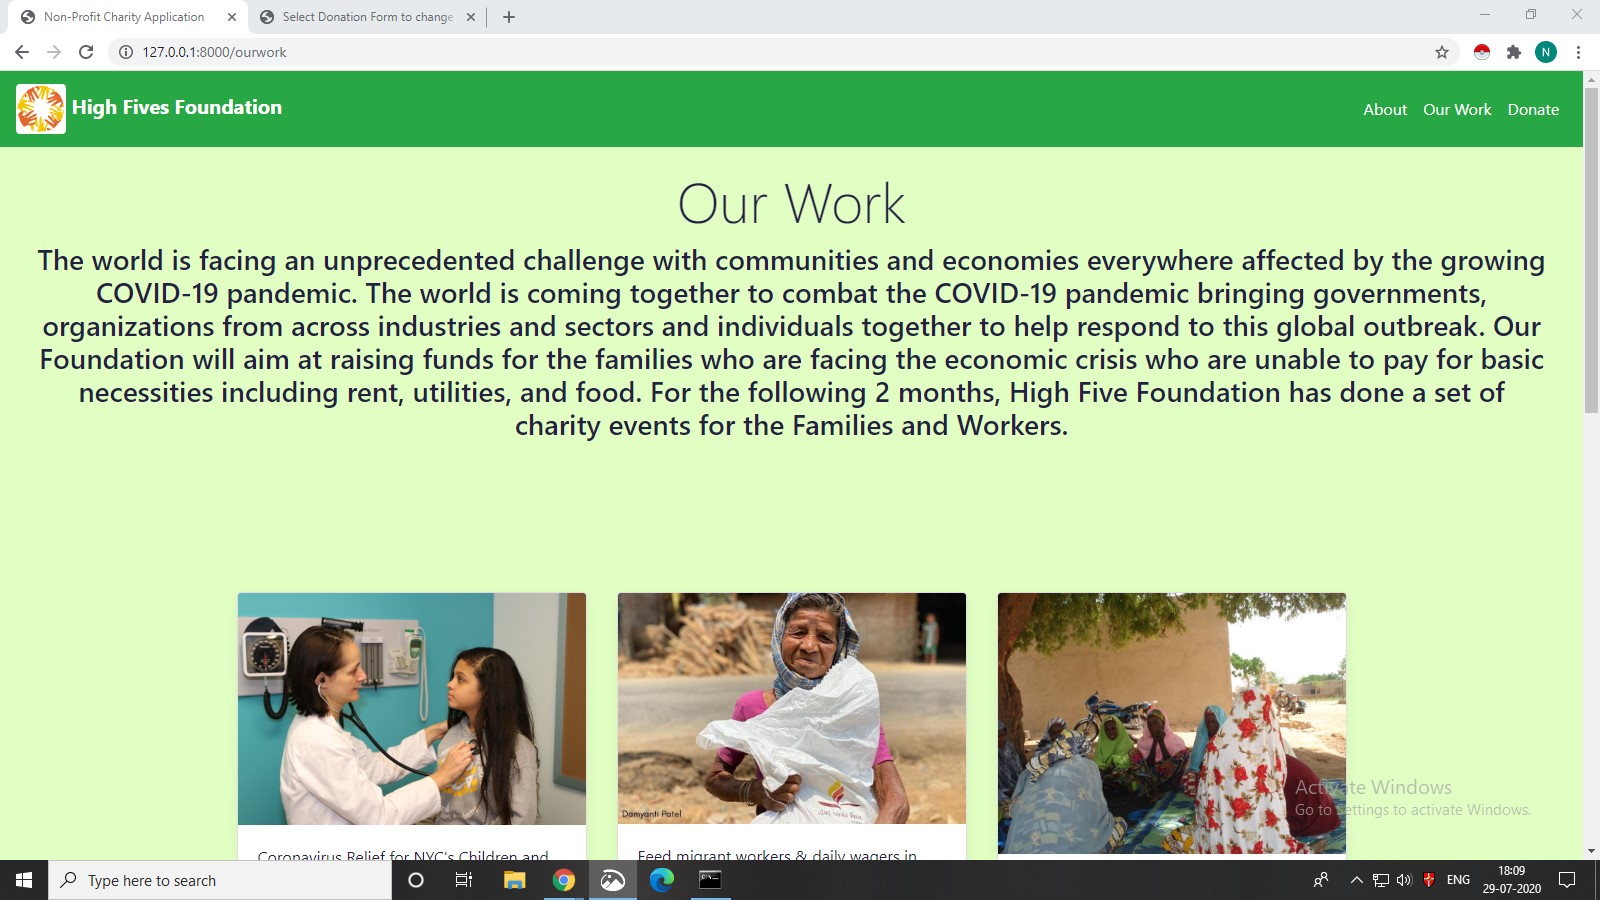 Non-Profit Charity Application
Select Donation Form to change
127.0.0.1:8000/ourwork
N
High Fives Foundation
About Our Work Donate
Our Work
The world is facing an unprecedented challenge with communities and economies everywhere affected by the growing
COVID-19 pandemic. The world is coming together to combat the COVID-19 pandemic bringing governments,
organizations from across industries and sectors and individuals together to help respond to this global outbreak. Our
Foundation will aim at raising funds for the families who are facing the economic crisis who are unable to pay for basic
necessities including rent, utilities, and food. For the following 2 months, High Five Foundation has done a set of
charity events for the Families and Workers.
Damyanti Patel
Coronavirus Relief for NYC's Children and
Feed migrant workers & daily wagers in
Activate Windows
Go to Settings to activate Windows.
Type here to search
ENG
18:09
29-07-2020